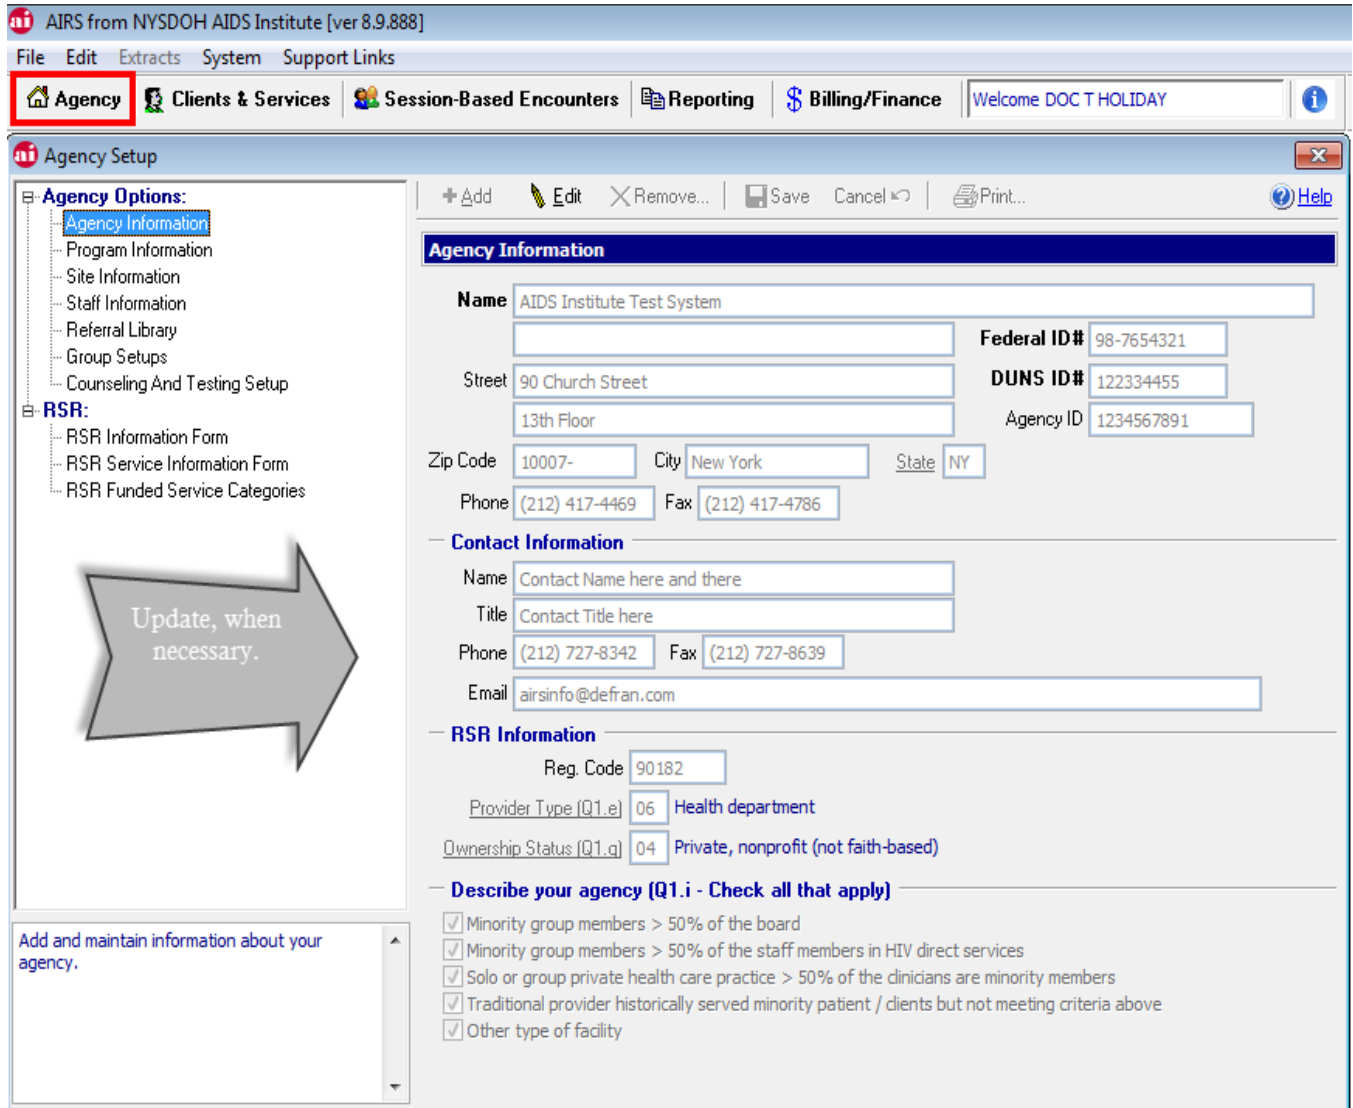 ai AIRS from NYSDOH AIDS Institute [ver 8.9.888]
File Edit Extracts System Support Links
Agency Clients & Services Session-Based Encounters Reporting $ Billing/Finance Welcome DOC T HOLIDAY i
ai Agency Setup
Agency Options:
Agency Information
Program Information
Site Information
Staff Information
Referral Library
Group Setups
Counseling And Testing Setup
RSR:
RSR Information Form
RSR Service Information Form
RSR Funded Service Categories
Update, when
necessary.
Add and maintain information about your
agency.
Add Edit Remove... Save Cancel Print... ? Help
Agency Information
Name AIDS Institute Test System
Federal ID# 98-7654321
Street 90 Church Street DUNS ID# 122334455
13th Floor Agency ID 1234567891
Zip Code 10007- City New York State NY
Phone (212) 417-4469 Fax (212) 417-4786
Contact Information
Name Contact Name here and there
Title Contact Title here
Phone (212) 727-8342 Fax (212) 727-8639
Email airsinfo@defran.com
RSR Information
Reg. Code 90182
Provider Type (Q1.e) 06 Health department
Ownership Status (Q1.g) 04 Private, nonprofit (not faith-based)
Describe your agency (Q1.i - Check all that apply)
Minority group members > 50% of the board
Minority group members > 50% of the staff members in HIV direct services
Solo or group private health care practice > 50% of the clinicians are minority members
Traditional provider historically served minority patient / clients but not meeting criteria above
Other type of facility